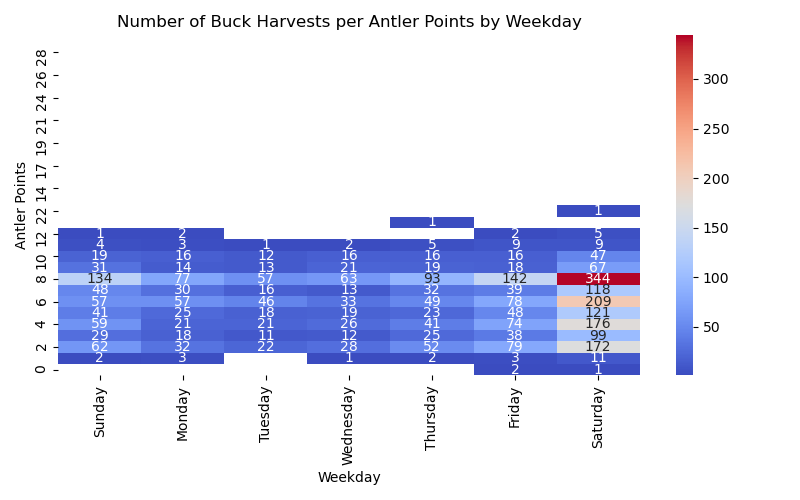 Number of Buck Harvests per Antler Points by Weekday
Antler Points
28
26
24
21
19
17
14
22 1
1
12 1 2 2 5
4 3 1 2 5 9 9
10 19 16 12 16 16 16 47
31 14 13 21 19 18 67
8 134 77 57 63 93 142 344
48 30 16 13 32 39 118
6 57 57 46 33 49 78 209
41 25 18 19 23 48 121
4 59 21 21 26 41 74 176
29 18 11 12 25 38 99
2 62 32 22 28 52 79 172
2 3 1 2 3 11
0 2 1
Sunday Monday Tuesday Wednesday Thursday Friday Saturday
Weekday
300
250
200
150
100
50